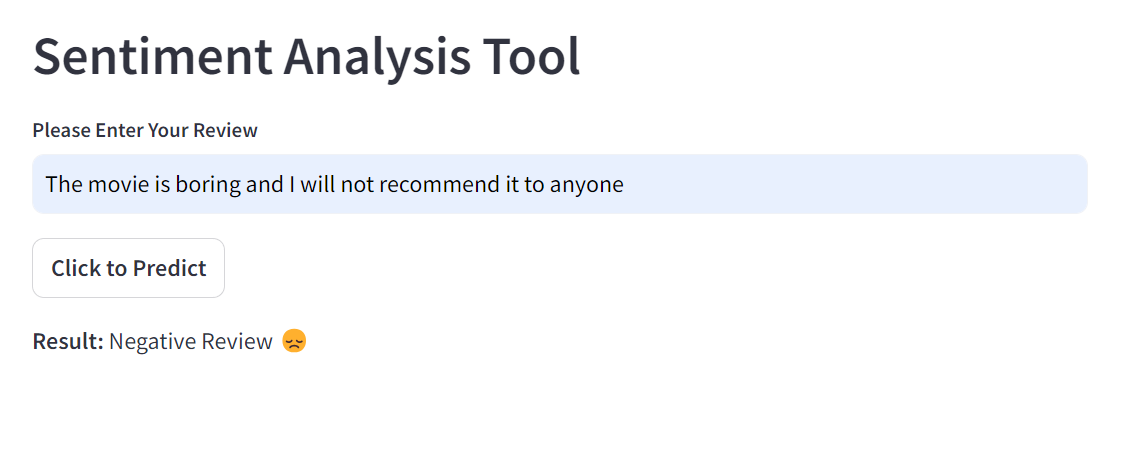 Sentiment Analysis Tool
Please Enter Your Review
The movie is boring and I will not recommend it to anyone
Click to Predict
Result: Negative Review 😞